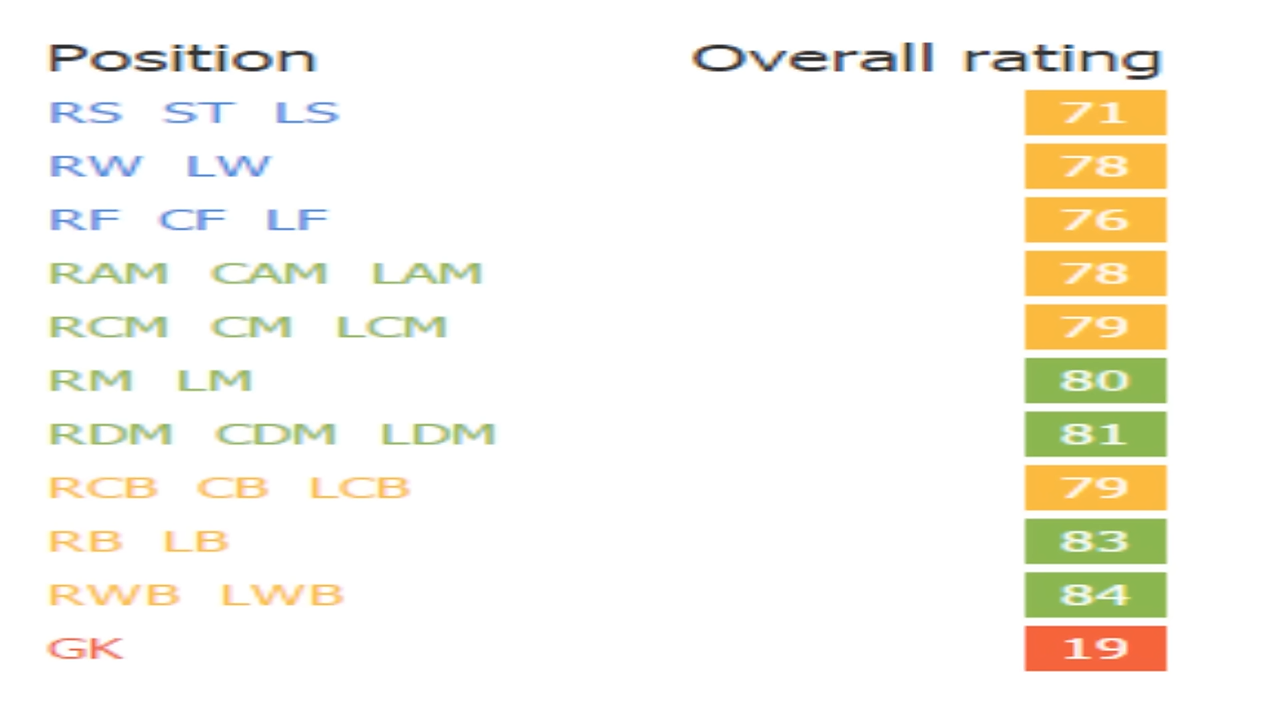 Position Overall rating
RS ST LS 71
RW LW 78
RF CF LF 76
RAM CAM LAM 78
RCM CM LCM 79
RM LM 80
RDM CDM LDM 81
RCB CB LCB 79
RB LB 83
RWB LWB 84
GK 19